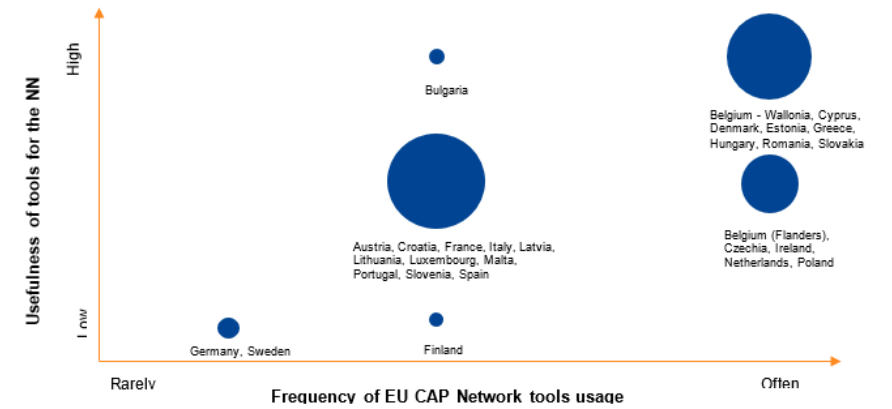 High
Usefulness of tools for the NN
Low
Bulgaria
Belgium - Wallonia, Cyprus,
Denmark, Estonia, Greece,
Hungary, Romania, Slovakia
Austria, Croatia, France, Italy, Latvia,
Lithuania, Luxembourg, Malta,
Portugal, Slovenia, Spain
Belgium (Flanders),
Czechia, Ireland,
Netherlands, Poland
Germany, Sweden
Finland
Rarely
Often
Frequency of EU CAP Network tools usage